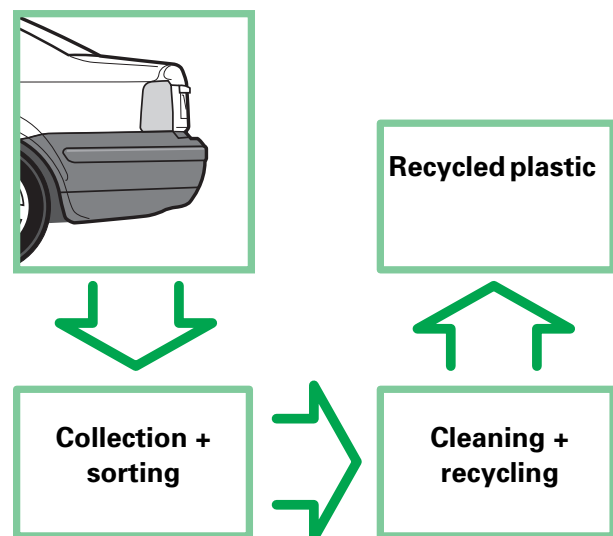 Recycled plastic
Collection +
sorting
Cleaning +
recycling